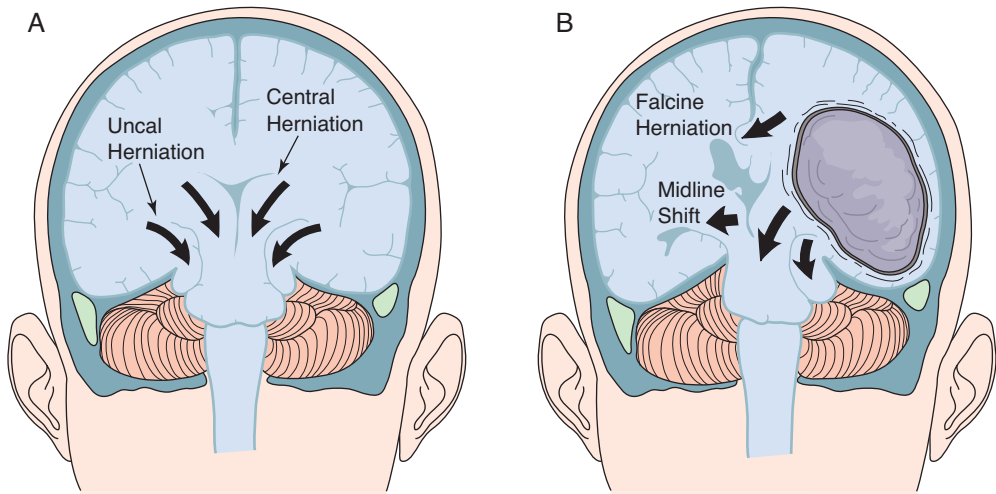 A
Uncal
Herniation
Central
Herniation
B
Falcine
Herniation
Midline
Shift